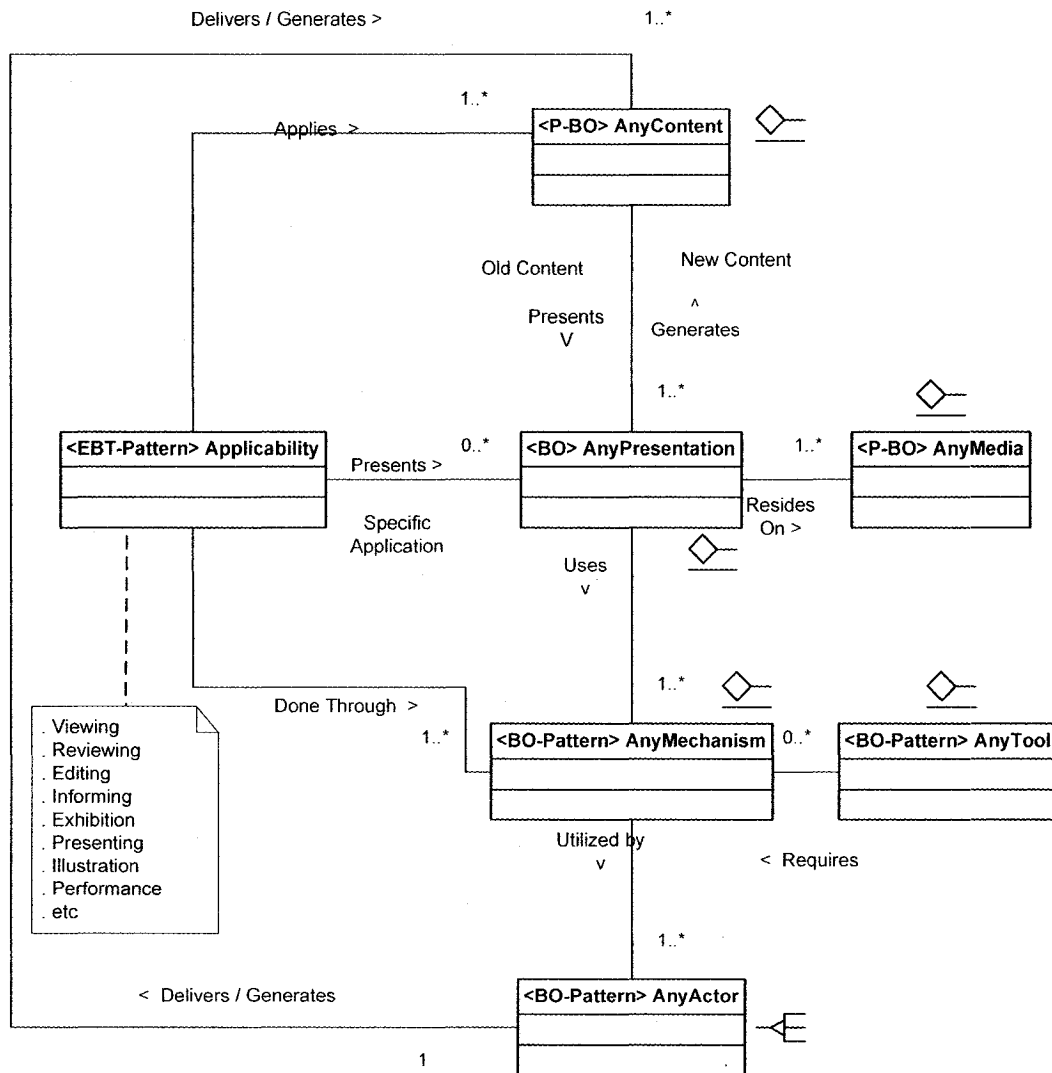 Delivers / Generates >
1..*
1..*
Applies >
<P-BO> AnyContent
Old Content
New Content
^
Presents
V
Generates
1..*
<EBT-Pattern> Applicability
Presents >
0..*
<BO> AnyPresentation
1..*
<P-BO> AnyMedia
Specific
Application
Resides
On >
Uses
v
1..*
Done Through >
1..*
<BO-Pattern> AnyMechanism
0..*
<BO-Pattern> AnyTool
. Viewing
. Reviewing
. Editing
. Informing
. Exhibition
. Presenting
. Illustration
. Performance
. etc
Utilized by
v
< Requires
1..*
< Delivers / Generates
<BO-Pattern> AnyActor
1